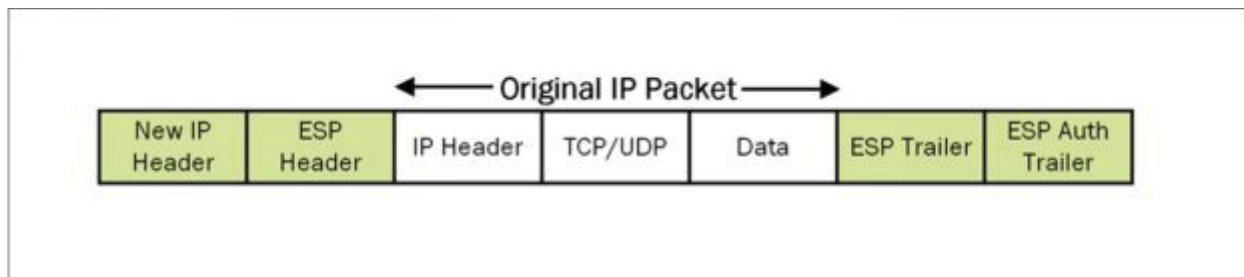 Original IP Packet
New IP
Header
ESP
Header
IP Header
TCP/UDP
Data
ESP Trailer
ESP Auth
Trailer